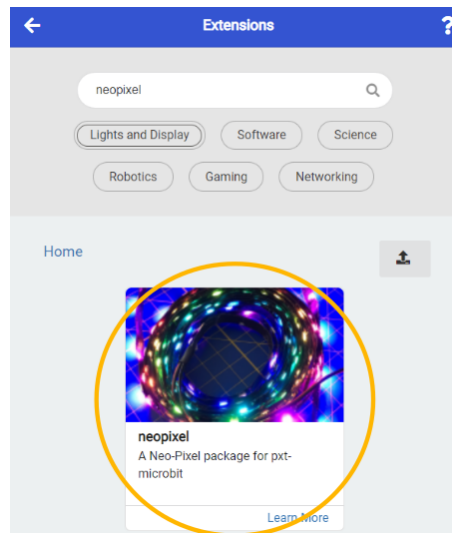 Extensions
?
neopixel
Lights and Display
Software
Science
Robotics
Gaming
Networking
Home
neopixel
A Neo-Pixel package for pxt-
microbit
Learn More